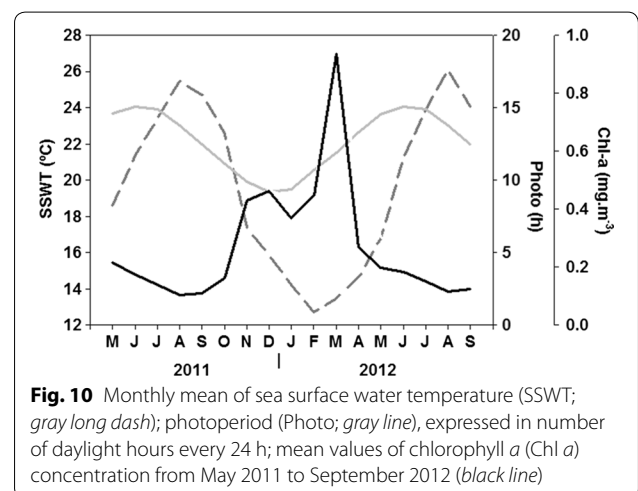 28
26
24
22
20
18
16
14
12
SSWT (ºC)
20
15
10
5
0
Photo (h)
1.0
0.8
0.6
0.4
0.2
0.0
Chl-a (mg.m-3)
M J J A S O N D J F M A M J J A S
2011 | 2012
Fig. 10 Monthly mean of sea surface water temperature (SSWT;
gray long dash); photoperiod (Photo; gray line), expressed in number
of daylight hours every 24 h; mean values of chlorophyll a (Chl a)
concentration from May 2011 to September 2012 (black line)